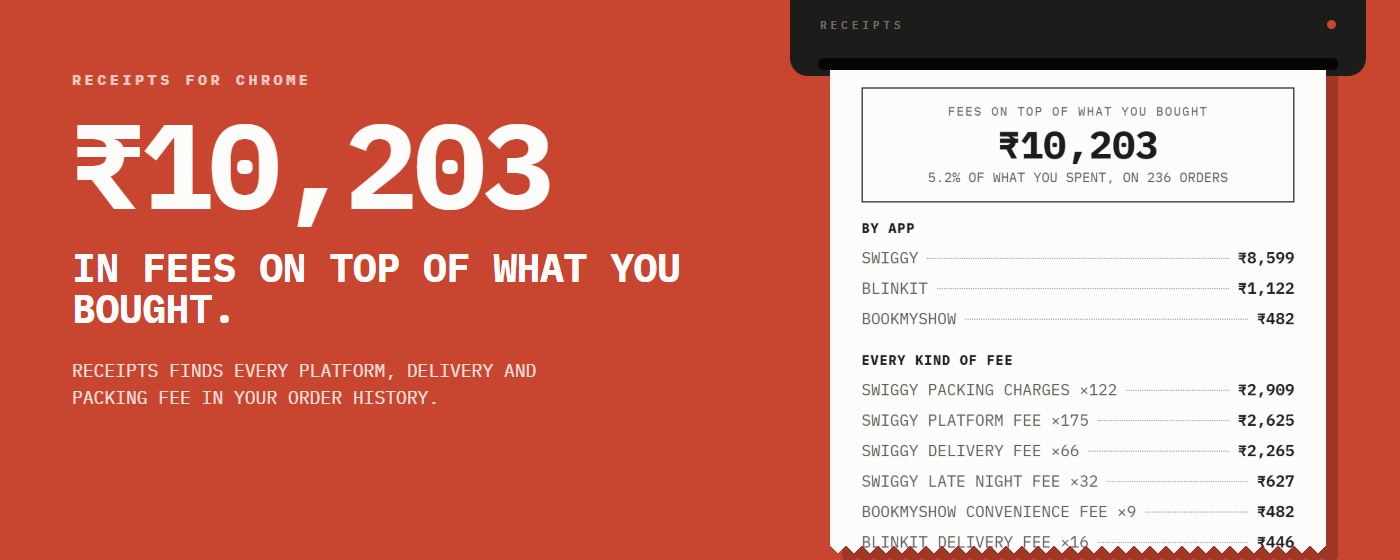 RECEIPTS FOR CHROME
₹10,203
IN FEES ON TOP OF WHAT YOU
BOUGHT.
RECEIPTS FINDS EVERY PLATFORM, DELIVERY AND
PACKING FEE IN YOUR ORDER HISTORY.
RECEIPTS
FEES ON TOP OF WHAT YOU BOUGHT
₹10,203
5.2% OF WHAT YOU SPENT, ON 236 ORDERS
BY APP
SWIGGY ₹8,599
BLINKIT ₹1,122
BOOKMYSHOW ₹482
EVERY KIND OF FEE
SWIGGY PACKING CHARGES ×122 ₹2,909
SWIGGY PLATFORM FEE ×175 ₹2,625
SWIGGY DELIVERY FEE ×66 ₹2,265
SWIGGY LATE NIGHT FEE ×32 ₹627
BOOKMYSHOW CONVENIENCE FEE ×9 ₹482
BLINKIT DELIVERY FEE ×16 ₹446